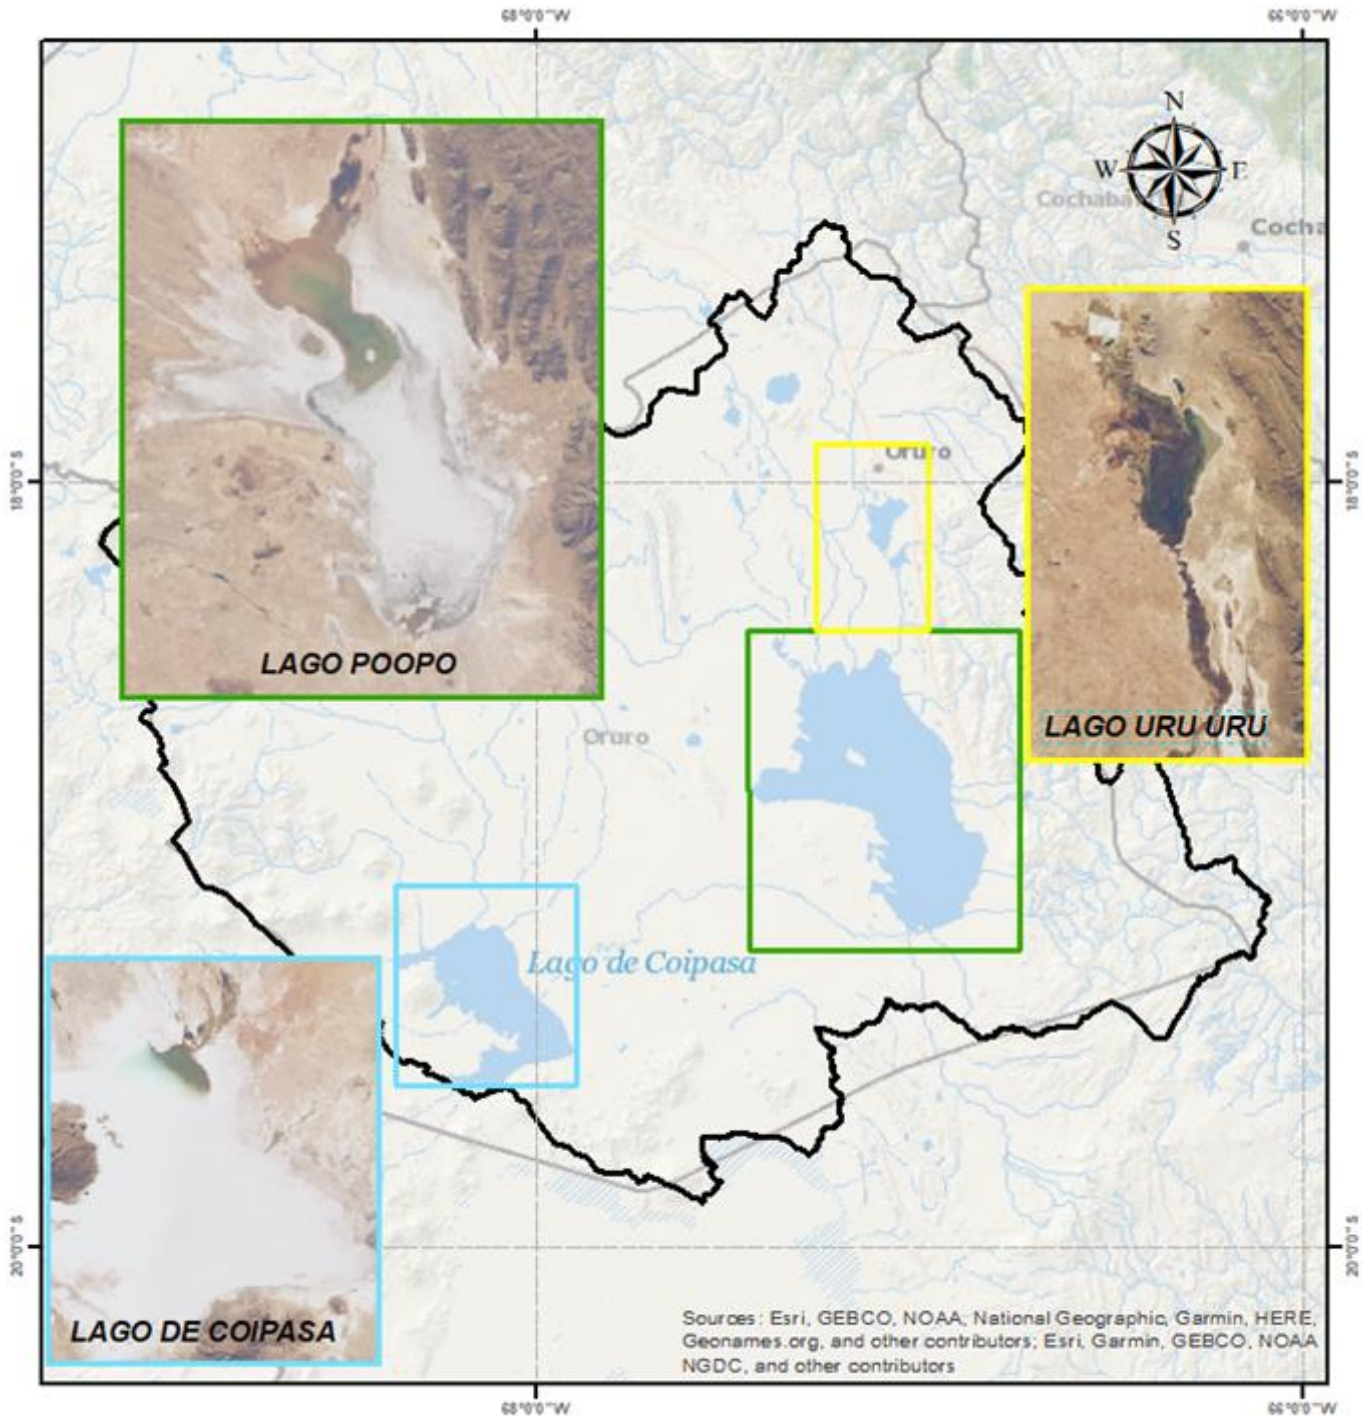 68°0'0"W
66°0'0"W
N
W
E
S
Cochaba
Cocha
Oruro
18°0'0"S
18°0'0"S
LAGO POOPO
LAGO URU URU
Oruro
Lago de Coipasa
20°0'0"S
20°0'0"S
LAGO DE COIPASA
Sources: Esri, GEBCO, NOAA, National Geographic, Garmin, HERE,
Geonames.org, and other contributors; Esri, Garmin, GEBCO, NOAA
NGDC, and other contributors
68°0'0"W
66°0'0"W